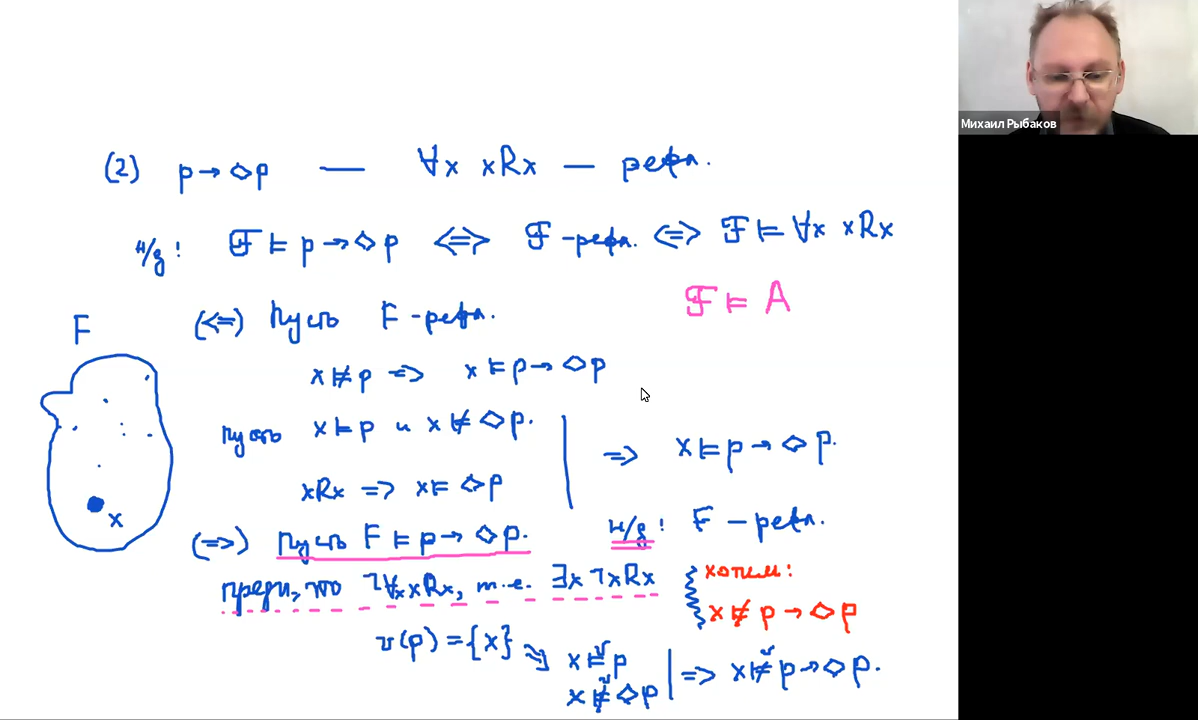 Михаил Рыбаков
(2) p → ◇p — ∀x xRx — рефл.
н/д! 𝔉 ⊨ p → ◇p ⟺ 𝔉 - рефл. ⟺ 𝔉 ⊨ ∀x xRx
𝔉 ⊨ A
F
(⇐) Пусть F - рефл.
x ⊭ p ⇒ x ⊨ p → ◇p
пусть x ⊨ p и x ⊭ ◇p.
⇒ x ⊨ p → ◇p.
xRx ⇒ x ⊨ ◇p
x
(⇒) пусть F ⊨ p → ◇p. н/д! F - рефл.
предп, что ¬∀x xRx, т.е. ∃x ¬xRx
хотим:
x ⊭ p → ◇p
v(p) = {x} ⇒ x ⊨ᵛ p
x ⊭ᵛ ◇p
⇒ x ⊭ᵛ p → ◇p.